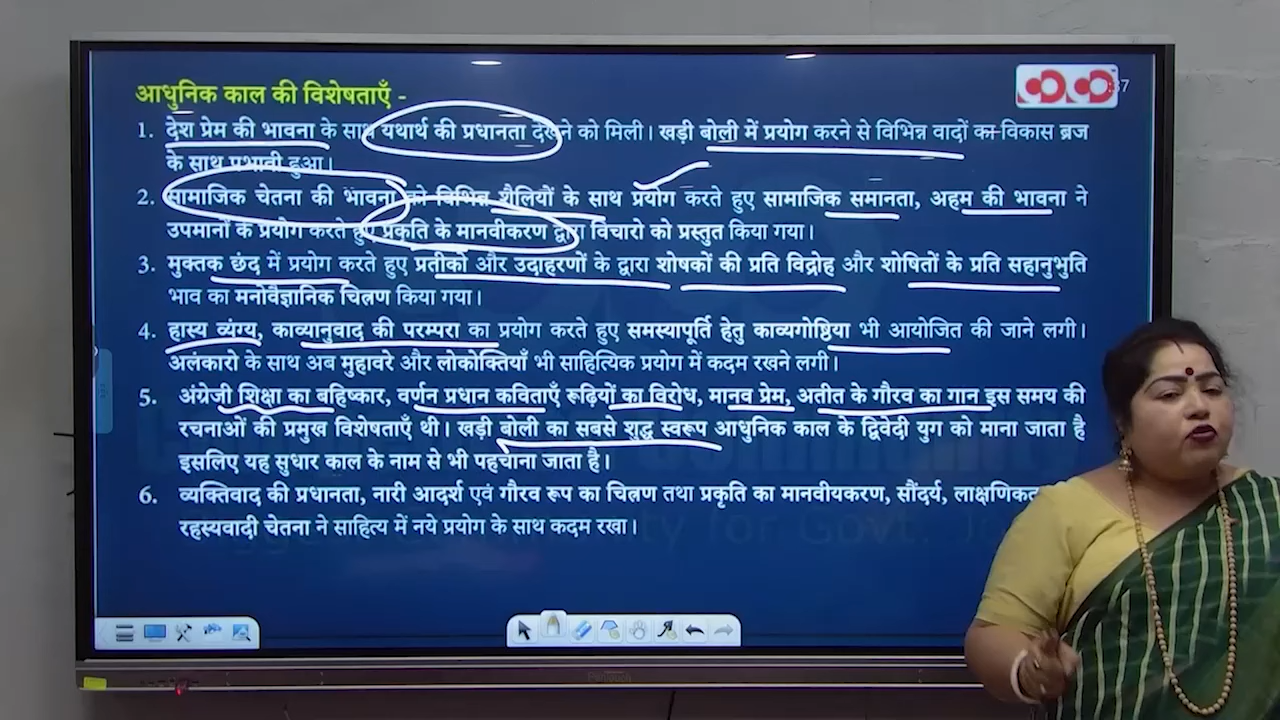 आधुनिक काल की विशेषताएँ -
1. देश प्रेम की भावना के साथ यथार्थ की प्रधानता देखने को मिली। खड़ी बोली में प्रयोग करने से विभिन्न वादों का विकास ब्रज
के साथ प्रभावी हुआ।
2. सामाजिक चेतना की भावना को विभिन्न शैलियों के साथ प्रयोग करते हुए सामाजिक समानता, अहम की भावना ने
उपमानों के प्रयोग करते हुए प्रकृति के मानवीकरण द्वारा विचारो को प्रस्तुत किया गया।
3. मुक्तक छंद में प्रयोग करते हुए प्रतीकों और उदाहरणों के द्वारा शोषकों की प्रति विद्रोह और शोषितों के प्रति सहानुभुति
भाव का मनोवैज्ञानिक चित्रण किया गया।
4. हास्य व्यंग्य, काव्यानुवाद की परम्परा का प्रयोग करते हुए समस्यापूर्ति हेतु काव्यगोष्ठिया भी आयोजित की जाने लगी।
अलंकारो के साथ अब मुहावरे और लोकोक्तियाँ भी साहित्यिक प्रयोग में कदम रखने लगी।
5. अंग्रेजी शिक्षा का बहिष्कार, वर्णन प्रधान कविताएँ रूढ़ियों का विरोध, मानव प्रेम, अतीत के गौरव का गान इस समय की
रचनाओं की प्रमुख विशेषताएँ थी। खड़ी बोली का सबसे शुद्ध स्वरूप आधुनिक काल के द्विवेदी युग को माना जाता है
इसलिए यह सुधार काल के नाम से भी पहचाना जाता है।
6. व्यक्तिवाद की प्रधानता, नारी आदर्श एवं गौरव रूप का चित्रण तथा प्रकृति का मानवीयकरण, सौंदर्य,
रहस्यवादी चेतना ने साहित्य में नये प्रयोग के साथ कदम रखा।